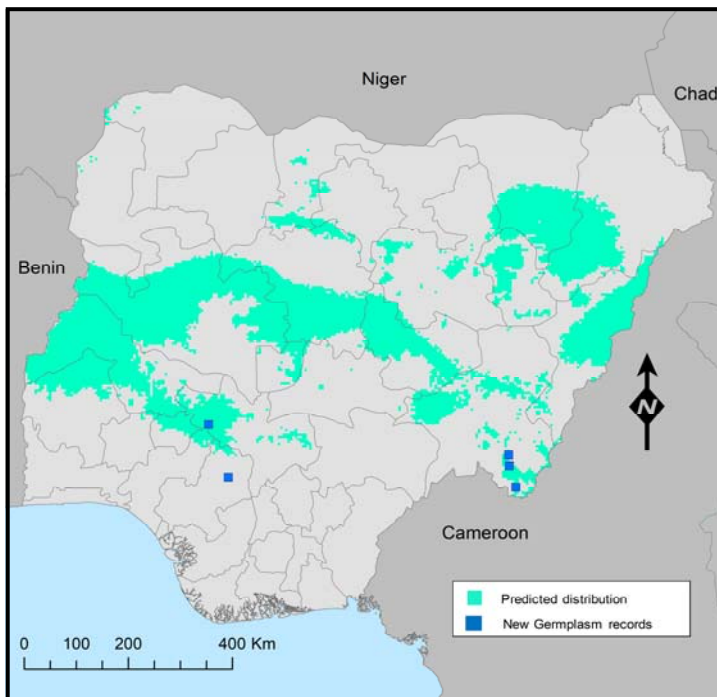 Niger
Chad
Benin
N
Cameroon
Predicted distribution
New Germplasm records
0 100 200 400 Km